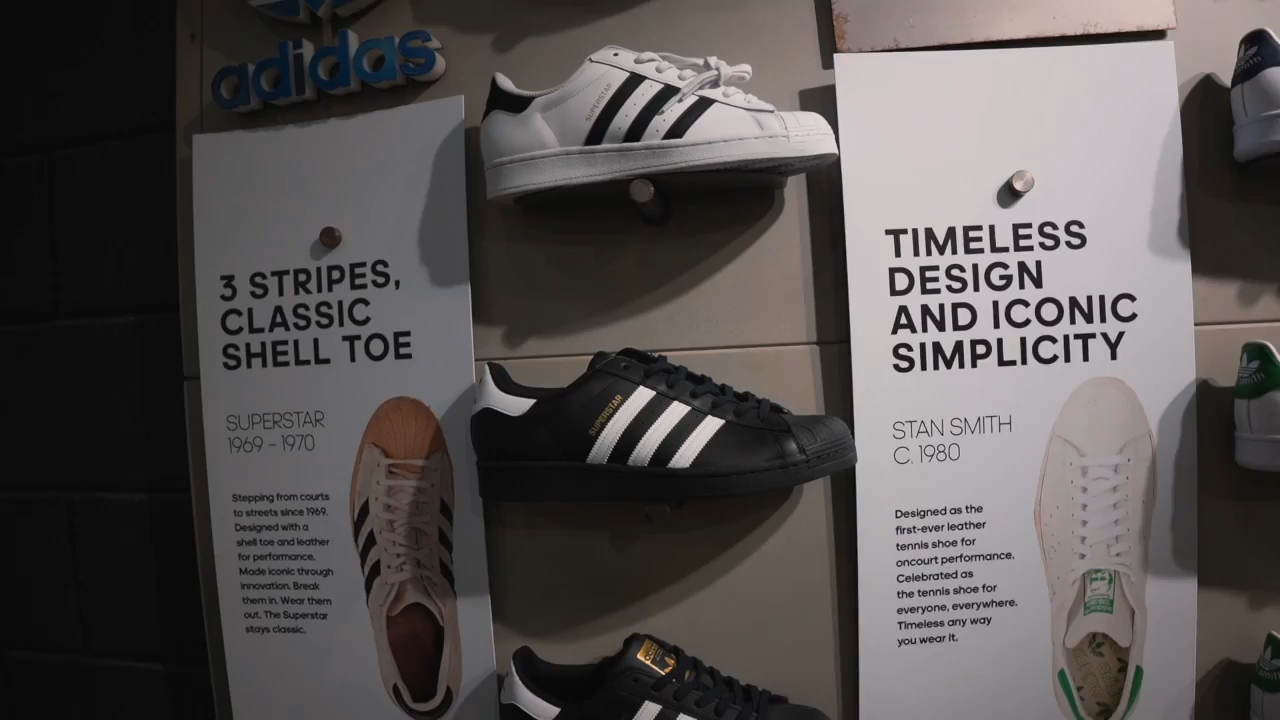 adidas
3 STRIPES,
CLASSIC
SHELL TOE
SUPERSTAR
1969 – 1970
Stepping from courts
to streets since 1969.
Designed with a
shell toe and leather
for performance.
Made iconic through
innovation. Break
them in. Wear them
out. The Superstar
stays classic.
SUPERSTAR
SUPERSTAR
TIMELESS
DESIGN
AND ICONIC
SIMPLICITY
STAN SMITH
C. 1980
Designed as the
first-ever leather
tennis shoe for
oncourt performance.
Celebrated as
the tennis shoe for
everyone, everywhere.
Timeless any way
you wear it.